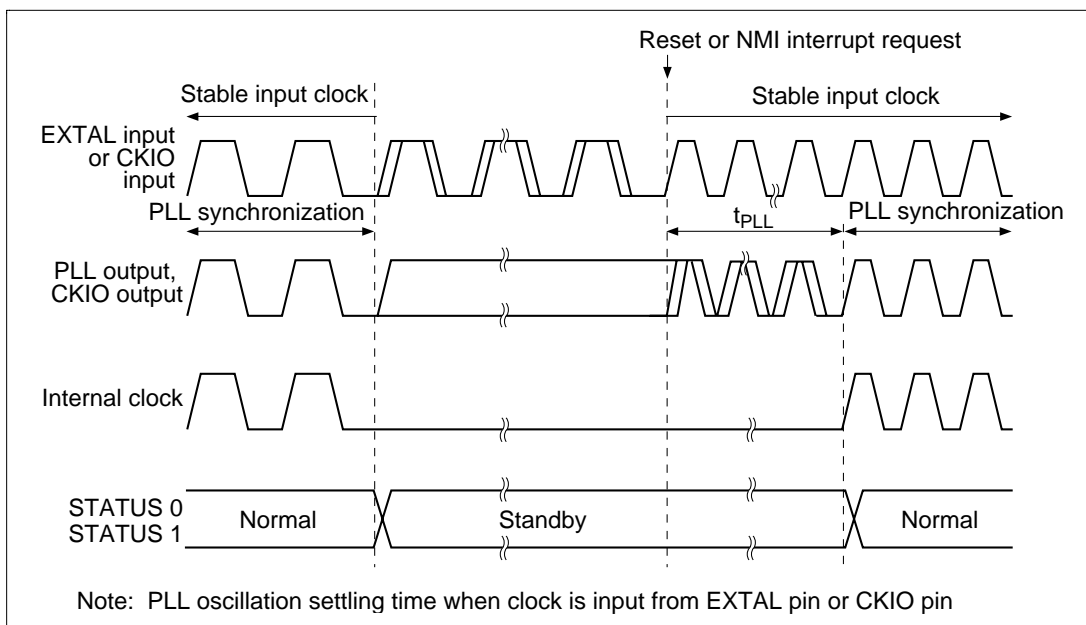 Reset or NMI interrupt request
Stable input clock
Stable input clock
EXTAL input
or CKIO
input
PLL synchronization
tPLL
PLL synchronization
PLL output,
CKIO output
Internal clock
STATUS 0
STATUS 1
Normal
Standby
Normal
Note: PLL oscillation settling time when clock is input from EXTAL pin or CKIO pin